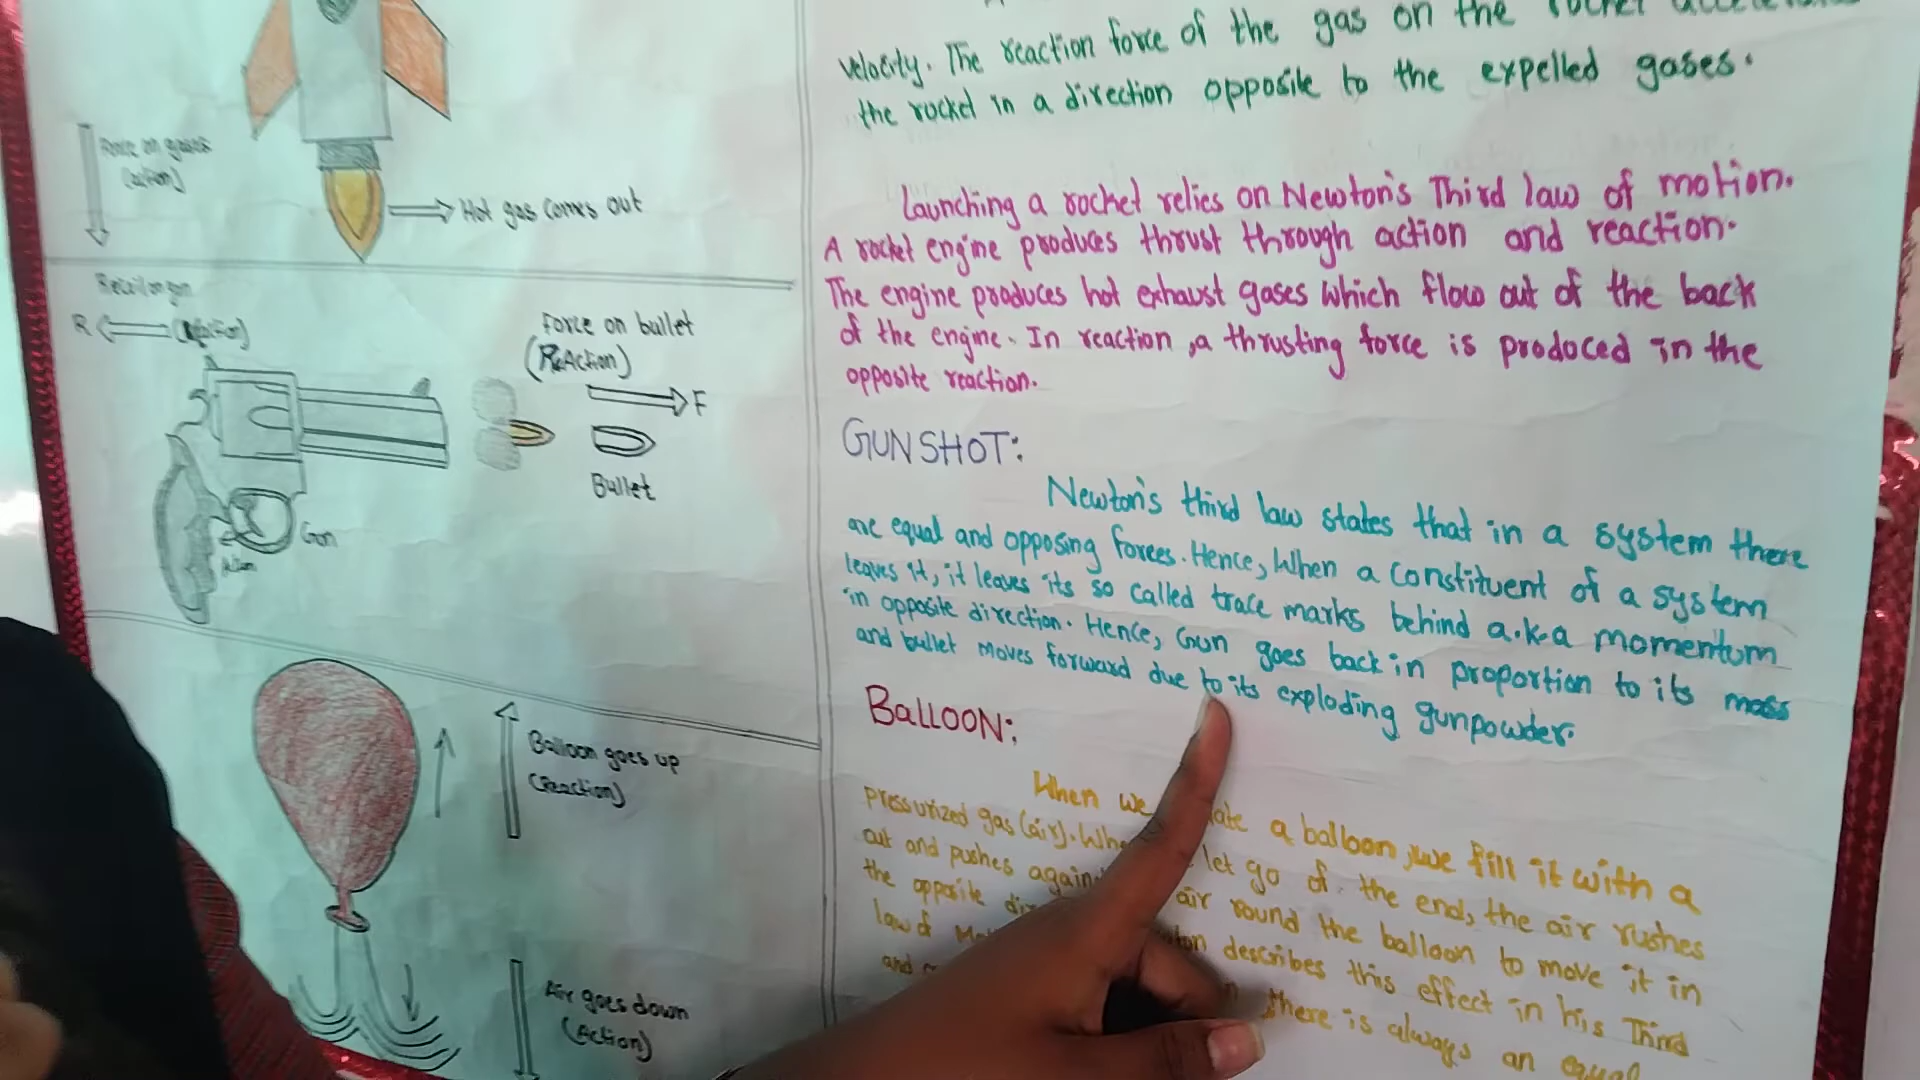 Force on gases
(action)
Hot gas comes out
Recoil on gun
R
(Reaction)
Force on bullet
(ReAction)
F
Bullet
Gun
Balloon goes up
(Reaction)
Air goes down
(Action)
of the gas on the rocket
velocity. The reaction force
the rocket in a direction opposite to the expelled gases.
Launching a rocket relies on Newton's Third law of motion.
A rocket engine produces thrust through action and reaction.
The engine produces hot exhaust gases which flow out of the back
of the engine. In reaction, a thrusting force is produced in the
opposite reaction.
GUNSHOT:
Newton's third law states that in a system there
are equal and opposing forces. Hence, When a constituent of a system
leaves it, it leaves its so called trace marks behind a.k.a momentum
in opposite direction. Hence, Gun goes back in proportion to its mass
and bullet moves forward due to its exploding gunpowder.
BALLOON:
When we a balloon, we fill it with a
pressurized gas (air). let go of the end, the air rushes
out and pushes air round the balloon to move it in
the opposite describes this effect in his Third
law of there is always an equal
and